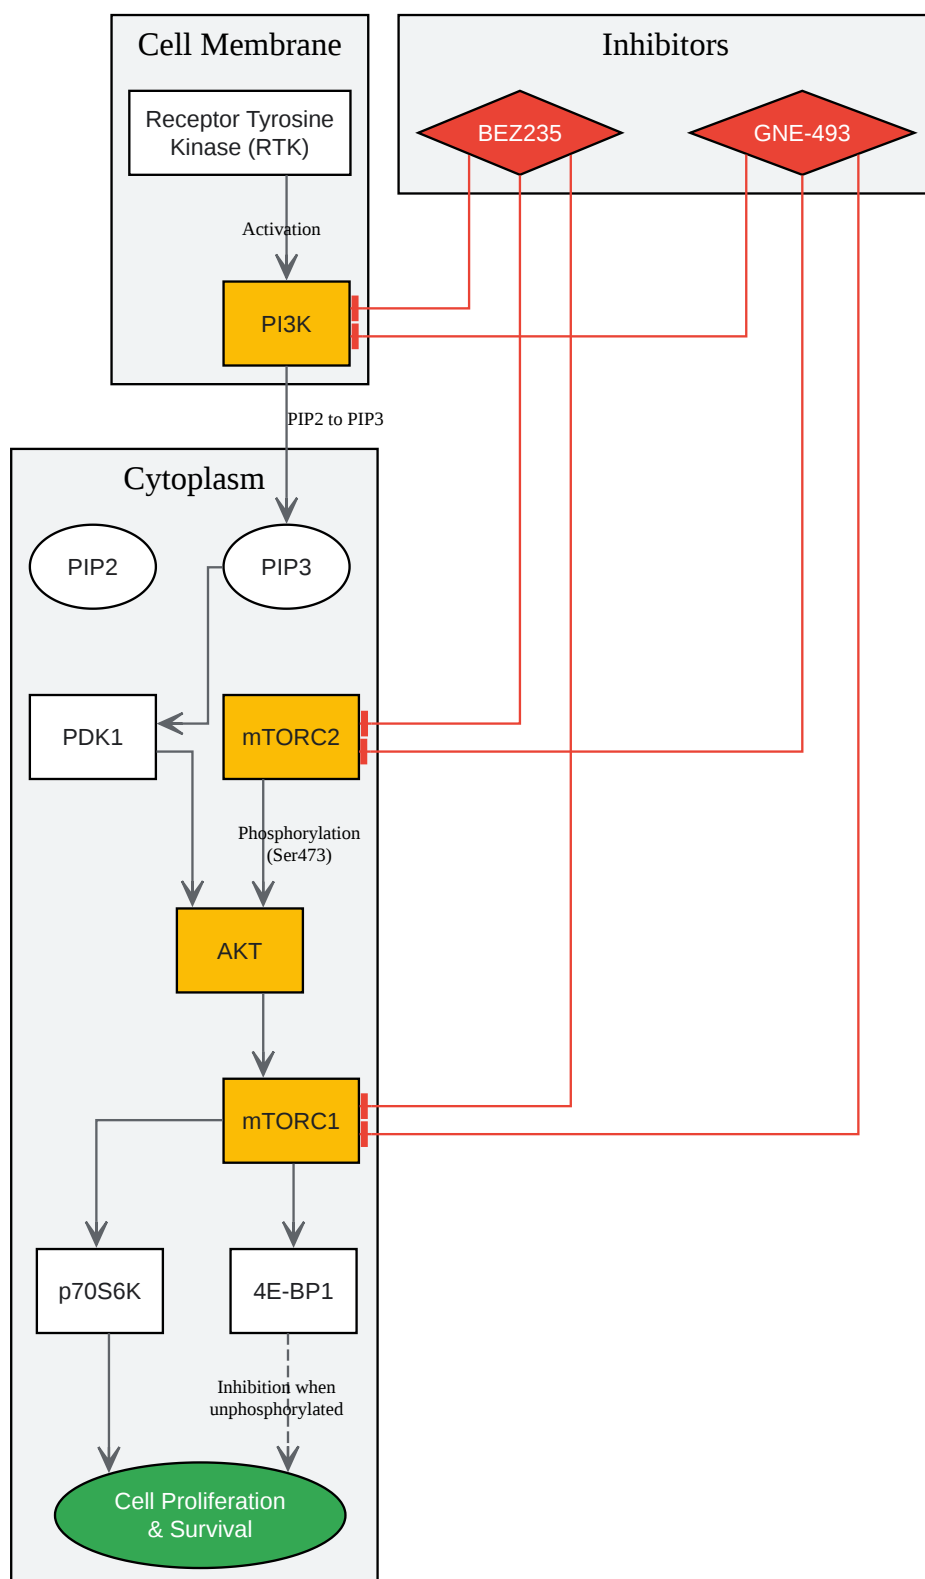 Cell Membrane
Inhibitors
Receptor Tyrosine
Kinase (RTK)
BEZ235
GNE-493
Activation
PI3K
PIP2 to PIP3
Cytoplasm
PIP2
PIP3
PDK1
mTORC2
Phosphorylation
(Ser473)
AKT
mTORC1
p70S6K
4E-BP1
Inhibition when
unphosphorylated
Cell Proliferation
& Survival